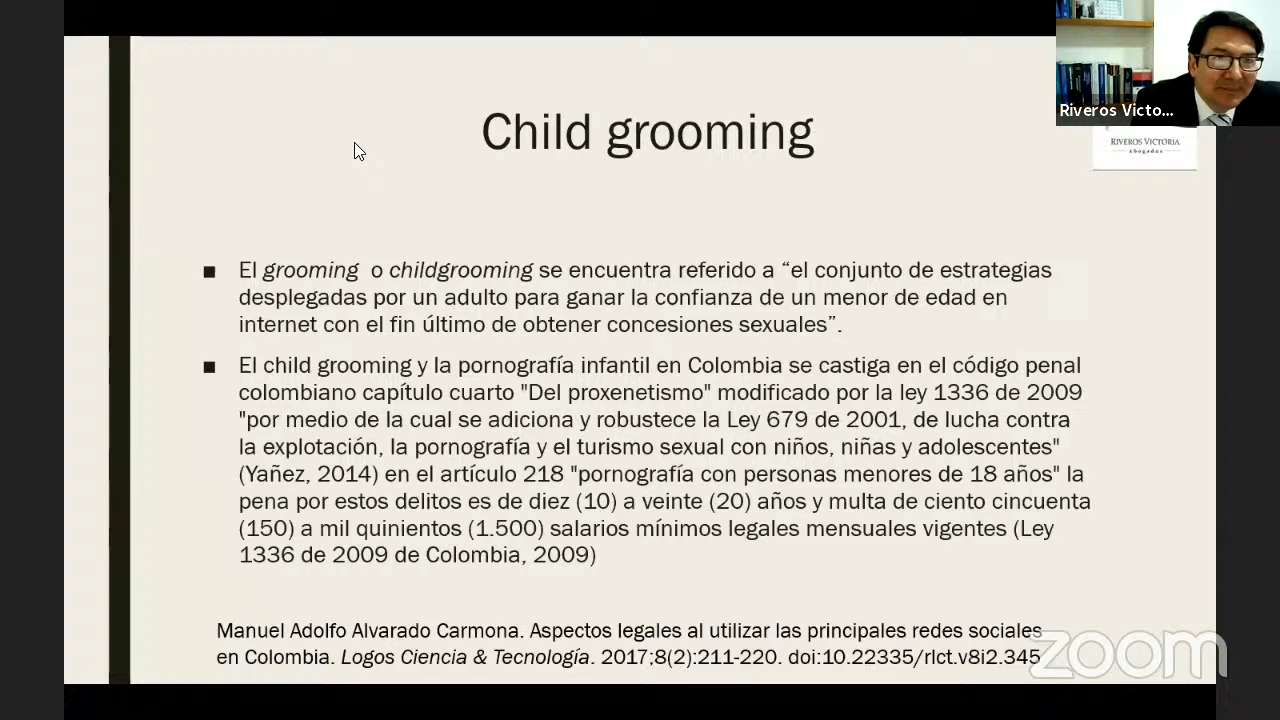 Riveros Victo...
Child grooming
RIVEROS VICTORIA
Abogados
■ El grooming o childgrooming se encuentra referido a “el conjunto de estrategias
desplegadas por un adulto para ganar la confianza de un menor de edad en
internet con el fin último de obtener concesiones sexuales”.
■ El child grooming y la pornografía infantil en Colombia se castiga en el código penal
colombiano capítulo cuarto "Del proxenetismo" modificado por la ley 1336 de 2009
"por medio de la cual se adiciona y robustece la Ley 679 de 2001, de lucha contra
la explotación, la pornografía y el turismo sexual con niños, niñas y adolescentes"
(Yañez, 2014) en el artículo 218 "pornografía con personas menores de 18 años" la
pena por estos delitos es de diez (10) a veinte (20) años y multa de ciento cincuenta
(150) a mil quinientos (1.500) salarios mínimos legales mensuales vigentes (Ley
1336 de 2009 de Colombia, 2009)
Manuel Adolfo Alvarado Carmona. Aspectos legales al utilizar las principales redes sociales
en Colombia. Logos Ciencia & Tecnología. 2017;8(2):211-220. doi:10.22335/rlct.v8i2.345
zoom